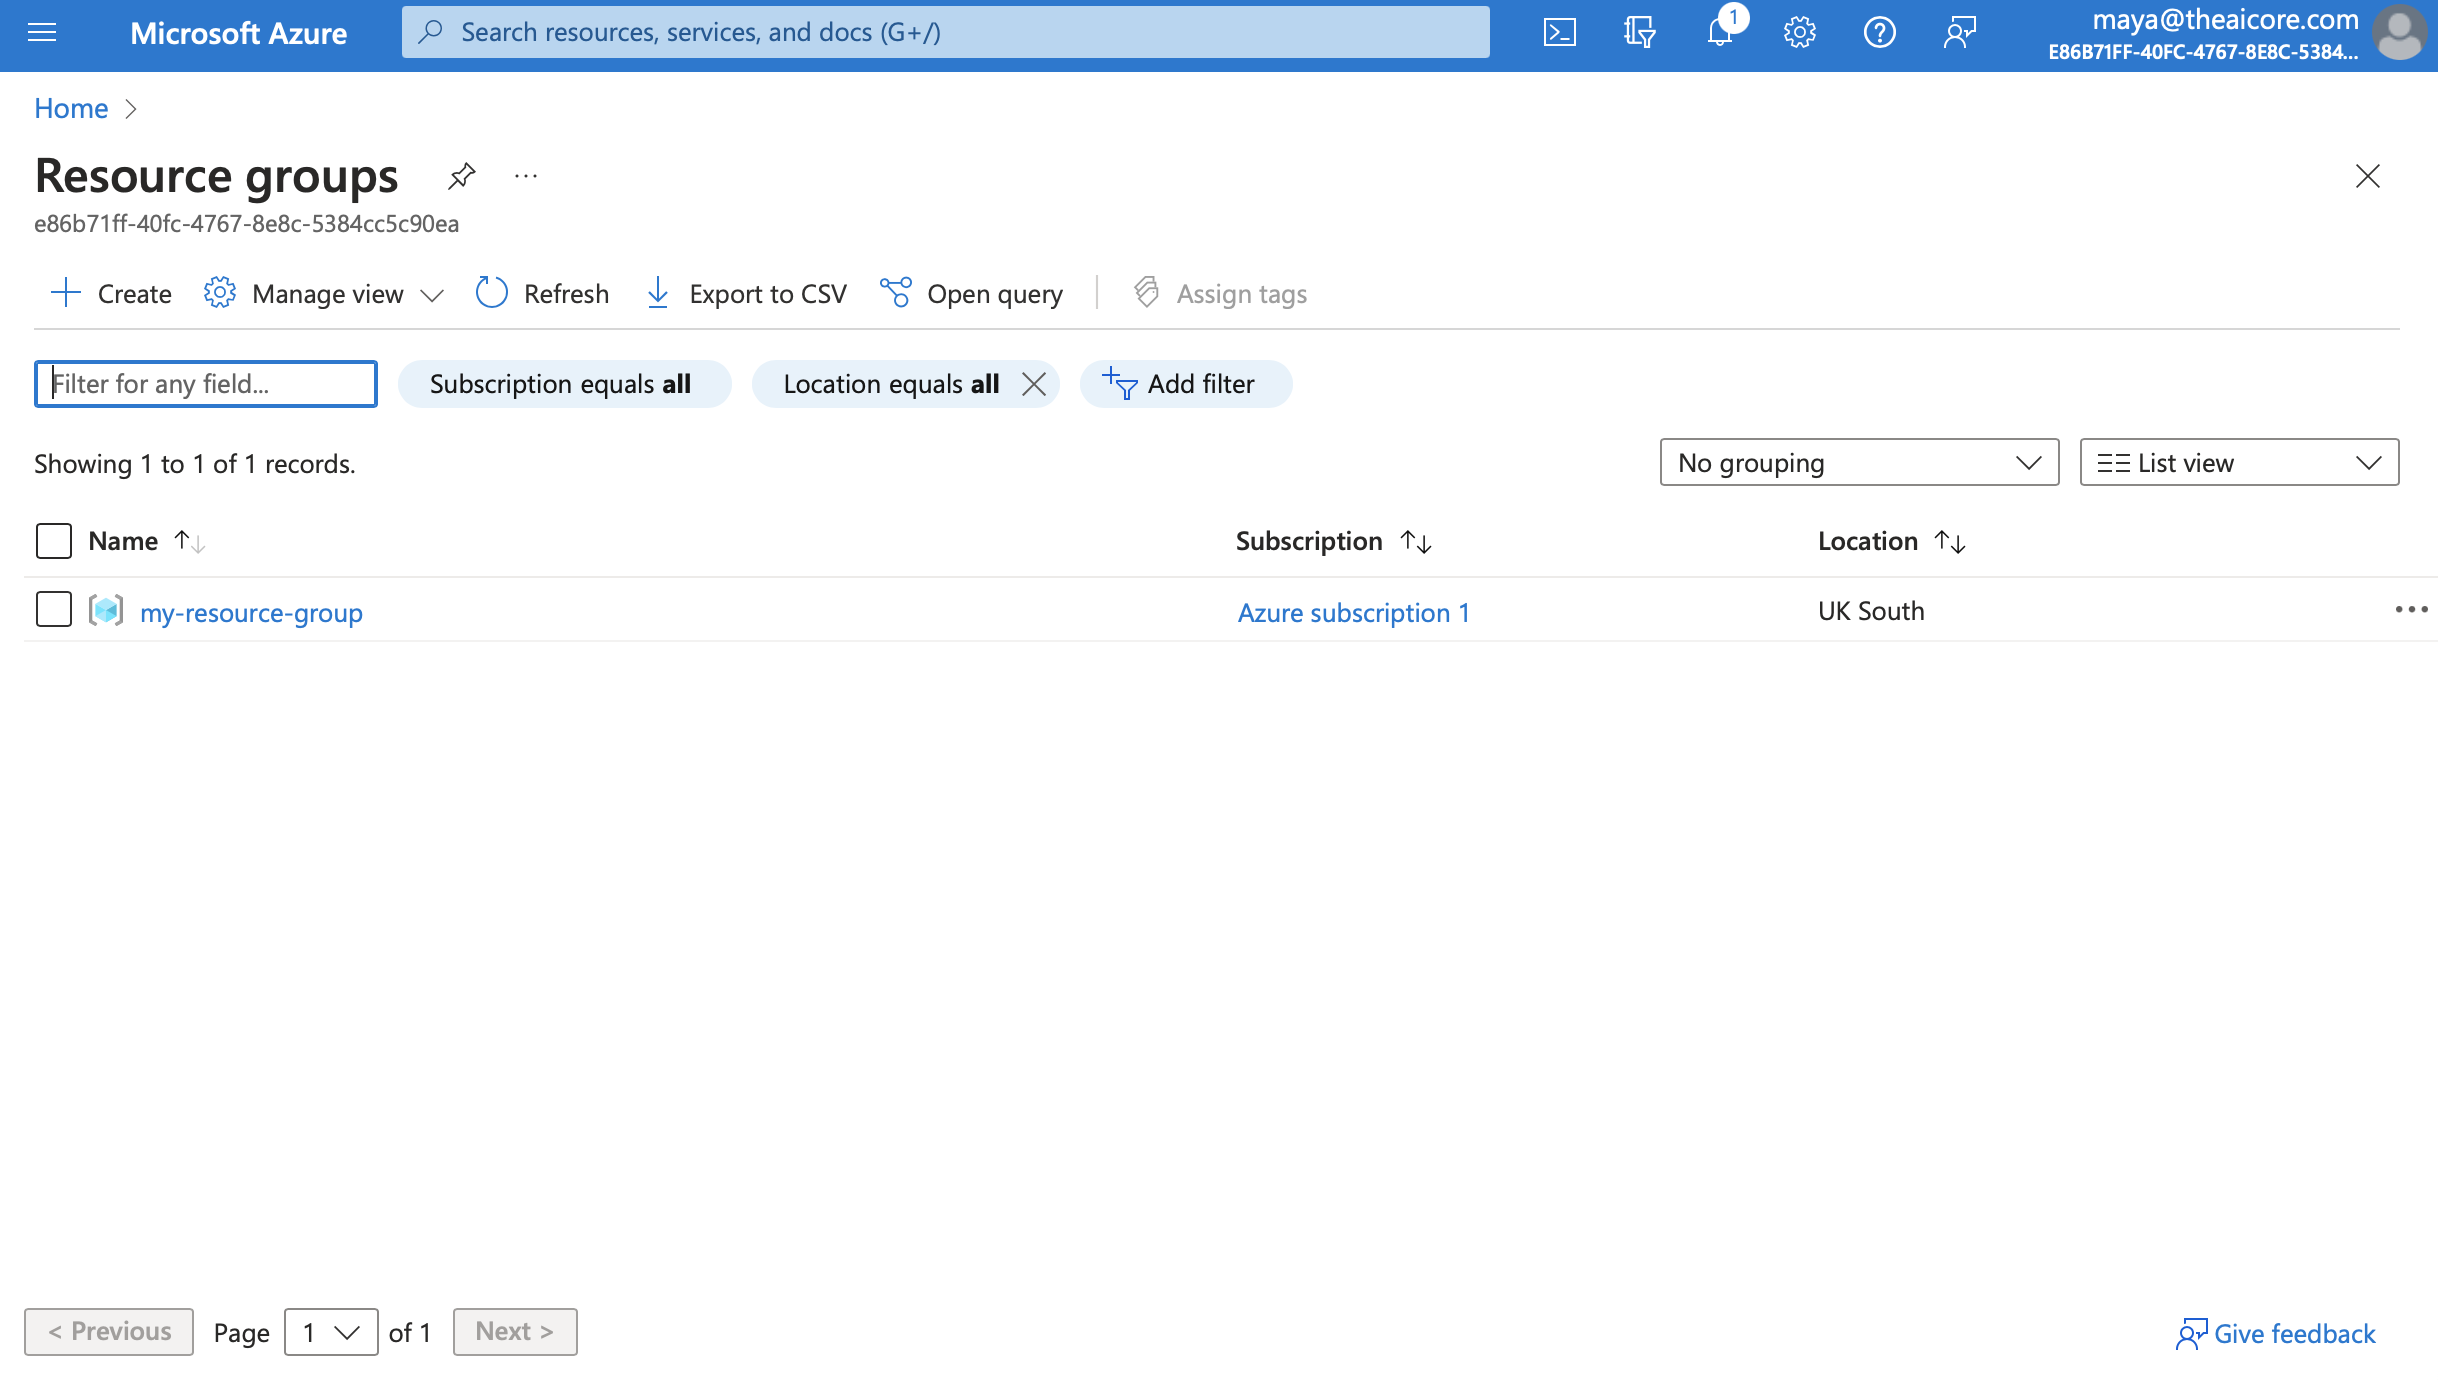 Microsoft Azure
Search resources, services, and docs (G+/)
1
maya@theaicore.com
E86B71FF-40FC-4767-8E8C-5384...
Home
Resource groups
e86b71ff-40fc-4767-8e8c-5384cc5c90ea
Create
Manage view
Refresh
Export to CSV
Open query
Assign tags
Filter for any field...
Subscription equals all
Location equals all
Add filter
Showing 1 to 1 of 1 records.
No grouping
List view
Name
Subscription
Location
my-resource-group
Azure subscription 1
UK South
< Previous
Page
1
of 1
Next >
Give feedback